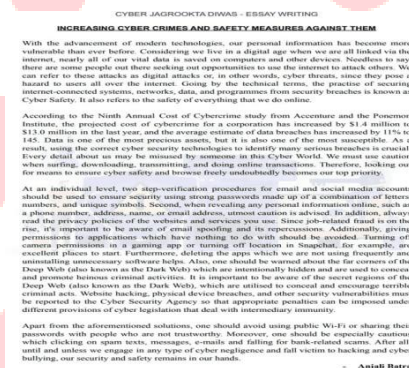 CYBER JAGROOKTA DIWAS - ESSAY WRITING
INCREASING CYBER CRIMES AND SAFETY MEASURES AGAINST THEM
With the advancement of modern technologies, our personal information has become more
vulnerable than ever before. Considering we live in a digital age when we are all linked via the
internet, nearly all of our vital data is saved on computers and other devices. Needless to say
there are some people out there seeking out opportunities to use the internet to attack others. We
can refer to these attacks as digital attacks or, in other words, cyber threats, since they pose a
hazard to users all over the internet. Going by the technical terms, the practise of securing
internet-connected systems, networks, data, and programmes from security breaches is known as
Cyber Safety. It also refers to the safety of everything that we do online.
According to the Ninth Annual Cost of Cybercrime study from Accenture and the Ponemon
Institute, the projected cost of cybercrime for a corporation has increased by $1.4 million to
$13.0 million in the last year, and the average estimate of data breaches has increased by 11% to
145. Data is one of the most precious assets, but it is also one of the most susceptible. As a
result, using the correct cyber security technologies to identify many serious breaches is crucial.
Every detail about us may be misused by someone in this Cyber World. We must use caution
when surfing, downloading, transmitting, and doing online transactions. Therefore, looking out
for means to ensure cyber safety and browse freely undoubtedly becomes our top priority.
At an individual level, two step-verification procedures for email and social media accounts
should be used to ensure security using strong passwords made up of a combination of letters,
numbers, and unique symbols. Second, when revealing any personal information online, such as
a phone number, address, name, or email address, utmost caution is advised. In addition, always
read the privacy policies of the websites and services you use. Since job-related fraud is on the
rise, it's important to be aware of email spoofing and its repercussions. Additionally, giving
permissions to applications which have nothing to do with should be avoided. Turning off
camera permissions in a gaming app or turning off location in Snapchat, for example, are
excellent places to start. Furthermore, deleting the apps which we are not using frequently and
uninstalling unnecessary software helps. Also, one should be warned about the far corners of the
Deep Web (also known as the Dark Web) which are intentionally hidden and are used to conceal
and promote heinous criminal activities. It is important to be aware of the secret regions of the
Deep Web (also known as the Dark Web), which are utilised to conceal and encourage terrible
criminal acts. Website hacking, physical device breaches, and other security vulnerabilities must
be reported to the Cyber Security Agency so that appropriate penalties can be imposed under
different provisions of cyber legislation that deal with intermediary immunity.
Apart from the aforementioned solutions, one should avoid using public Wi-Fi or sharing their
passwords with people who are not trustworthy. Moreover, one should be especially cautious
which clicking on spam texts, messages, e-mails and falling for bank-related scams. After all
until and unless we engage in any type of cyber negligence and fall victim to hacking and cyber
bullying, our security and safety remains in our hands.
- Anjali Batra